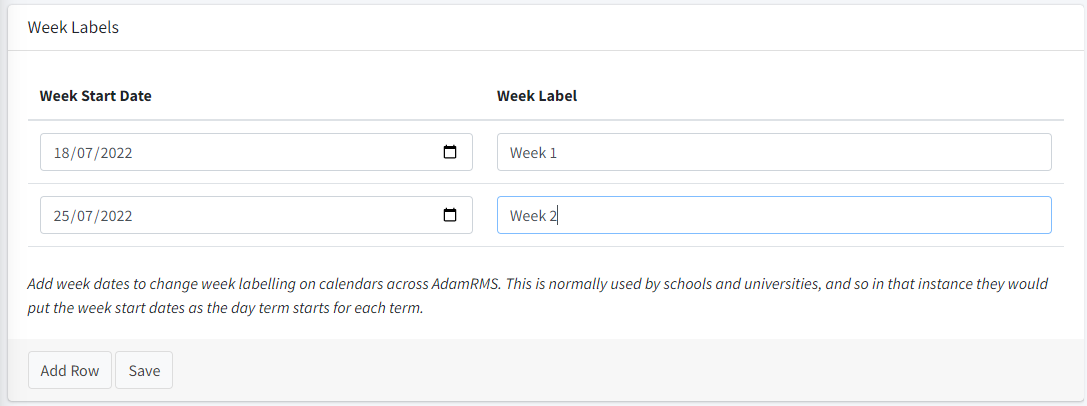 Week Labels
Week Start Date Week Label
18/07/2022 Week 1
25/07/2022 Week 2
Add week dates to change week labelling on calendars across AdamRMS. This is normally used by schools and universities, and so in that instance they would
put the week start dates as the day term starts for each term.
Add Row Save